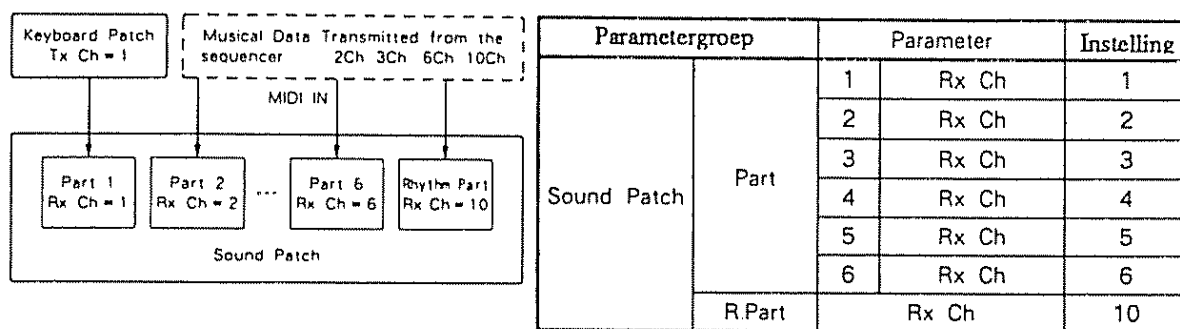 Keyboard Patch
Tx Ch = 1
Musical Data Transmitted from the
sequencer 2Ch 3Ch 6Ch 10Ch
MIDI IN
Part 1
Rx Ch = 1
Part 2
Rx Ch = 2
...
Part 6
Rx Ch = 6
Rhythm Part
Rx Ch = 10
Sound Patch
Parametergroep Parameter Instelling
Sound Patch Part 1 Rx Ch 1
2 Rx Ch 2
3 Rx Ch 3
4 Rx Ch 4
5 Rx Ch 5
6 Rx Ch 6
R.Part Rx Ch 10